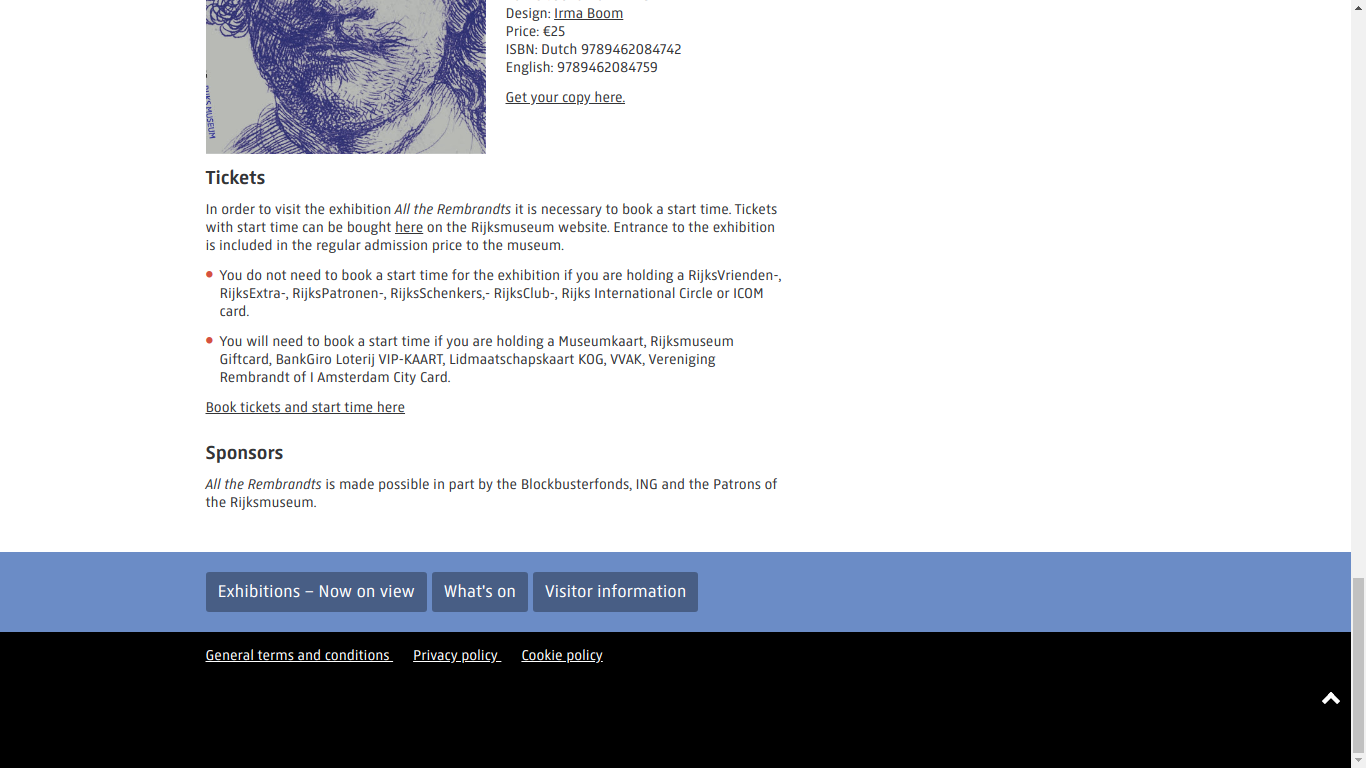 Design: Irma Boom
Price: €25
ISBN: Dutch 9789462084742
English: 9789462084759
Get your copy here.
Tickets
In order to visit the exhibition All the Rembrandts it is necessary to book a start time. Tickets
with start time can be bought here on the Rijksmuseum website. Entrance to the exhibition
is included in the regular admission price to the museum.
You do not need to book a start time for the exhibition if you are holding a RijksVrienden-,
RijksExtra-, RijksPatronen-, RijksSchenkers,- RijksClub-, Rijks International Circle or ICOM
card.
You will need to book a start time if you are holding a Museumkaart, Rijksmuseum
Giftcard, BankGiro Loterij VIP-KAART, Lidmaatschapskaart KOG, VVAK, Vereniging
Rembrandt of I Amsterdam City Card.
Book tickets and start time here
Sponsors
All the Rembrandts is made possible in part by the Blockbusterfonds, ING and the Patrons of
the Rijksmuseum.
Exhibitions – Now on view What's on Visitor information
General terms and conditions Privacy policy Cookie policy